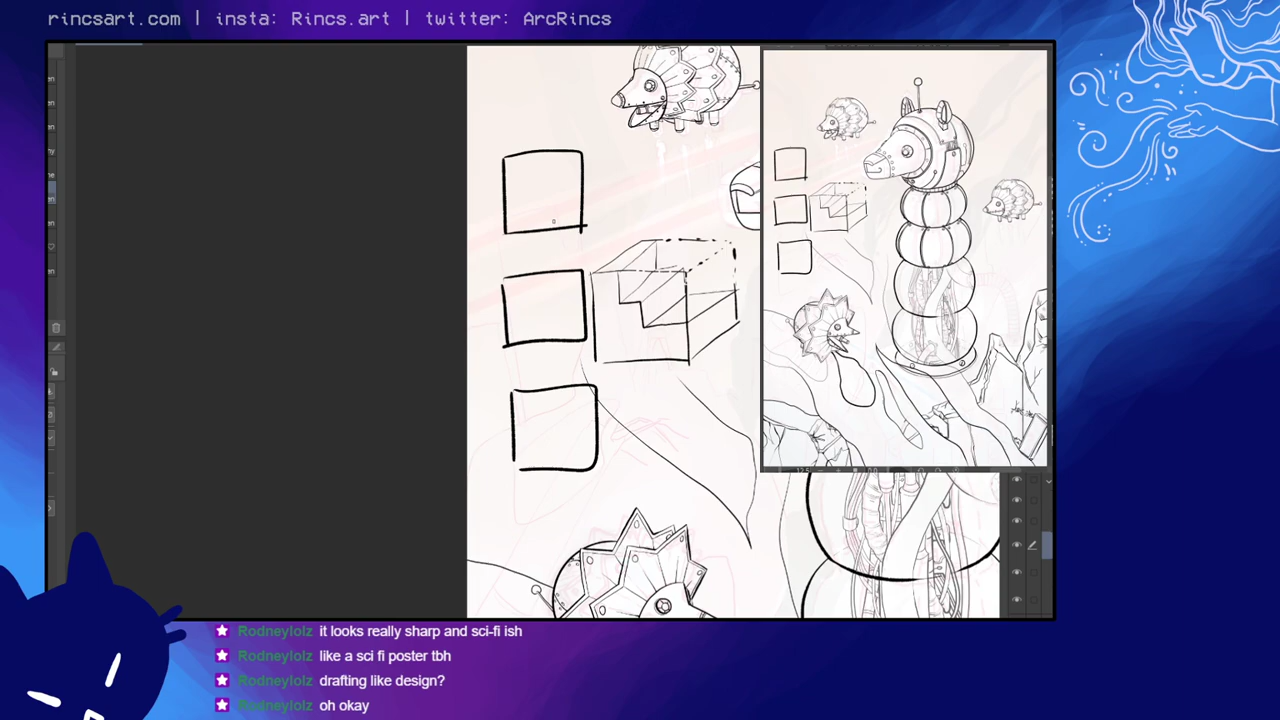 rincsart.com | insta: Rincs.art | twitter: ArcRincs
Rodneylolz it looks really sharp and sci-fi ish
Rodneylolz like a sci fi poster tbh
Rodneylolz drafting like design?
Rodneylolz oh okay